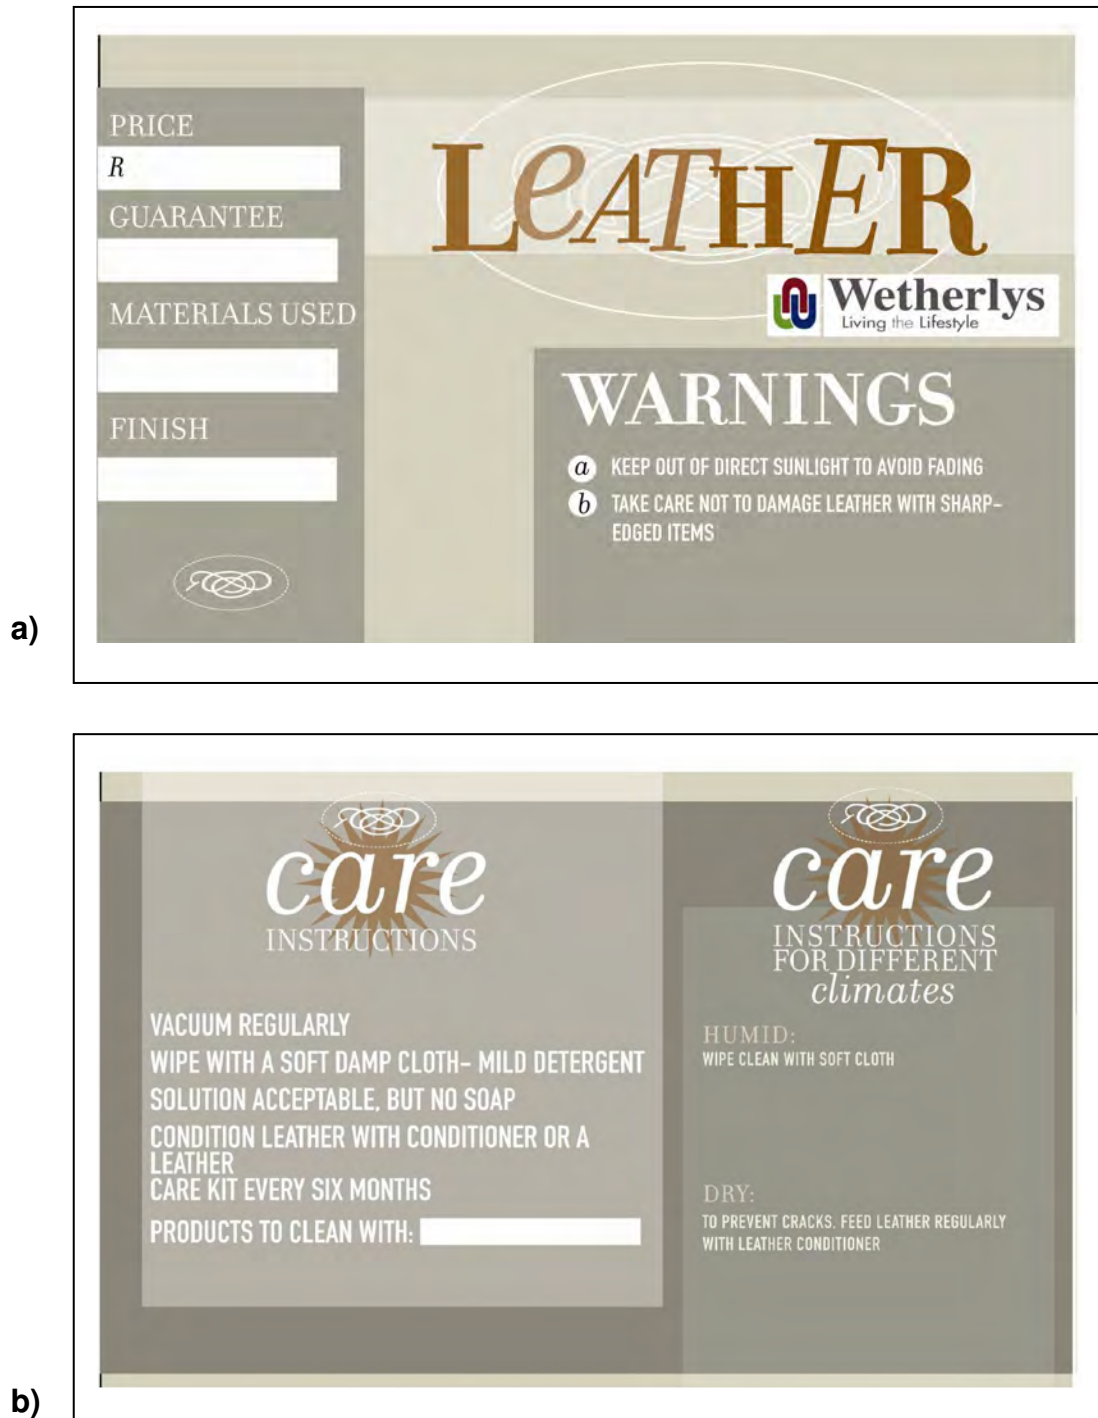 PRICE
R
GUARANTEE
MATERIALS USED
FINISH
LEATHER
Wetherlys
Living the Lifestyle
WARNINGS
a KEEP OUT OF DIRECT SUNLIGHT TO AVOID FADING
b TAKE CARE NOT TO DAMAGE LEATHER WITH SHARP-
EDGED ITEMS
a)
care
INSTRUCTIONS
VACUUM REGULARLY
WIPE WITH A SOFT DAMP CLOTH- MILD DETERGENT
SOLUTION ACCEPTABLE, BUT NO SOAP
CONDITION LEATHER WITH CONDITIONER OR A
LEATHER
CARE KIT EVERY SIX MONTHS
PRODUCTS TO CLEAN WITH:
care
INSTRUCTIONS
FOR DIFFERENT
climates
HUMID:
WIPE CLEAN WITH SOFT CLOTH
DRY:
TO PREVENT CRACKS. FEED LEATHER REGULARLY
WITH LEATHER CONDITIONER
b)